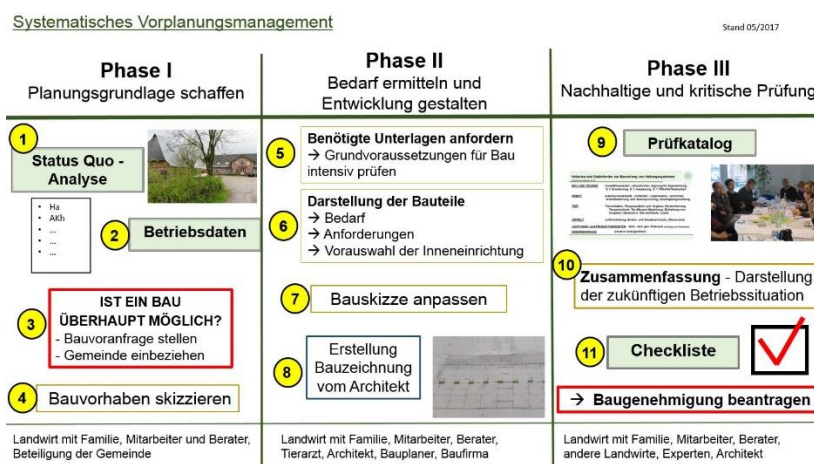 Systematisches Vorplanungsmanagement
Stand 05/2017
Phase I
Planungsgrundlage schaffen
1
Status Quo -
Analyse
• Ha
• AKh
• ...
• ...
• ...
2
Betriebsdaten
3
IST EIN BAU
ÜBERHAUPT MÖGLICH?
- Bauvoranfrage stellen
- Gemeinde einbeziehen
4
Bauvorhaben skizzieren
Landwirt mit Familie, Mitarbeiter und Berater,
Beteiligung der Gemeinde
Phase II
Bedarf ermitteln und
Entwicklung gestalten
5
Benötigte Unterlagen anfordern
→ Grundvoraussetzungen für Bau
intensiv prüfen
6
Darstellung der Bauteile
→ Bedarf
→ Anforderungen
→ Vorauswahl der Inneneinrichtung
7
Bauskizze anpassen
8
Erstellung
Bauzeichnung
vom Architekt
Landwirt mit Familie, Mitarbeiter, Berater,
Tierarzt, Architekt, Bauplaner, Baufirma
Phase III
Nachhaltige und kritische Prüfung
9
Prüfkatalog
10
Zusammenfassung - Darstellung
der zukünftigen Betriebssituation
11
Checkliste
→ Baugenehmigung beantragen
Landwirt mit Familie, Mitarbeiter, Berater,
andere Landwirte, Experten, Architekt